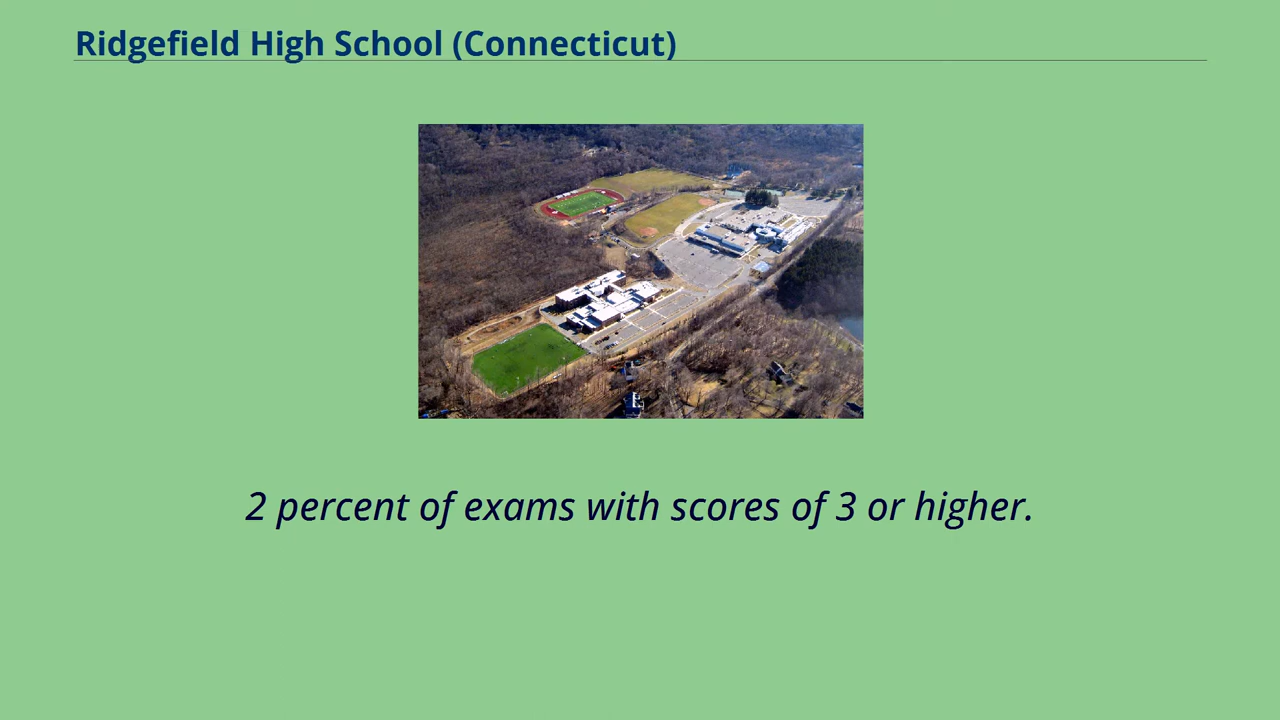 Ridgefield High School (Connecticut)
2 percent of exams with scores of 3 or higher.